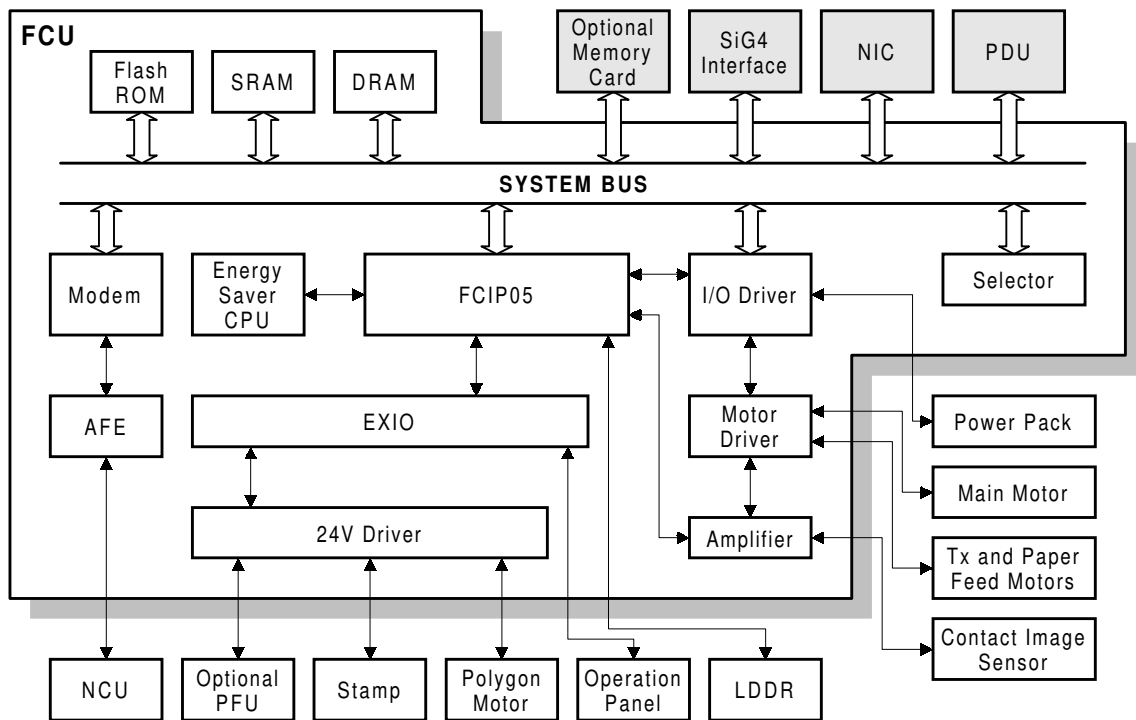 FCU
Optional
Memory
Card
SiG4
Interface
NIC
PDU
Flash
ROM
SRAM
DRAM
SYSTEM BUS
Modem
Energy
Saver
CPU
FCIP05
I/O Driver
Selector
AFE
EXIO
Motor
Driver
Power Pack
Main Motor
24V Driver
Amplifier
Tx and Paper
Feed Motors
Contact Image
Sensor
NCU
Optional
PFU
Stamp
Polygon
Motor
Operation
Panel
LDDR